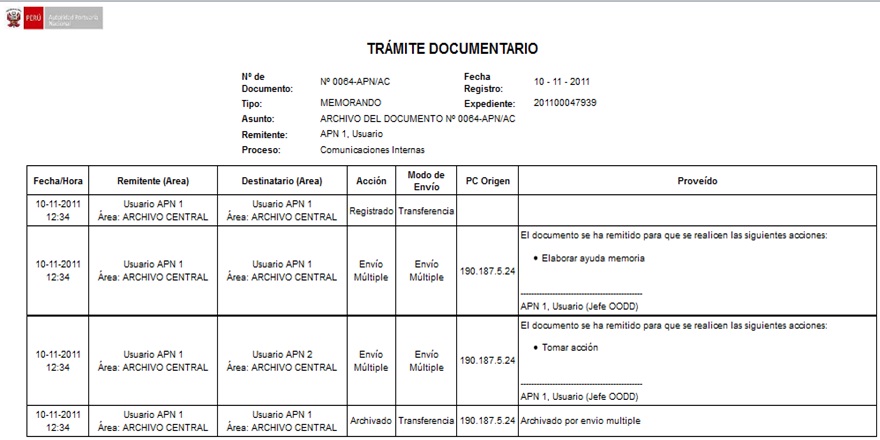 PERÚ Autoridad Portuaria
Nacional
TRÁMITE DOCUMENTARIO
Nº de
Documento: Nº 0064-APN/AC Fecha
Registro: 10 - 11 - 2011
Tipo: MEMORANDO Expediente: 201100047939
Asunto: ARCHIVO DEL DOCUMENTO Nº 0064-APN/AC
Remitente: APN 1, Usuario
Proceso: Comunicaciones Internas
Fecha/Hora Remitente (Area) Destinatario (Area) Acción Modo de
Envío PC Origen Proveído
10-11-2011
12:34 Usuario APN 1
Área: ARCHIVO CENTRAL Usuario APN 1
Área: ARCHIVO CENTRAL Registrado Transferencia
10-11-2011
12:34 Usuario APN 1
Área: ARCHIVO CENTRAL Usuario APN 1
Área: ARCHIVO CENTRAL Envío
Múltiple Envío
Múltiple 190.187.5.24 El documento se ha remitido para que se realicen las siguientes acciones:
• Elaborar ayuda memoria
----------------------------------------
APN 1, Usuario (Jefe OODD)
10-11-2011
12:34 Usuario APN 1
Área: ARCHIVO CENTRAL Usuario APN 2
Área: ARCHIVO CENTRAL Envío
Múltiple Envío
Múltiple 190.187.5.24 El documento se ha remitido para que se realicen las siguientes acciones:
• Tomar acción
----------------------------------------
APN 1, Usuario (Jefe OODD)
10-11-2011
12:34 Usuario APN 1
Área: ARCHIVO CENTRAL Usuario APN 1
Área: ARCHIVO CENTRAL Archivado Transferencia 190.187.5.24 Archivado por envio multiple